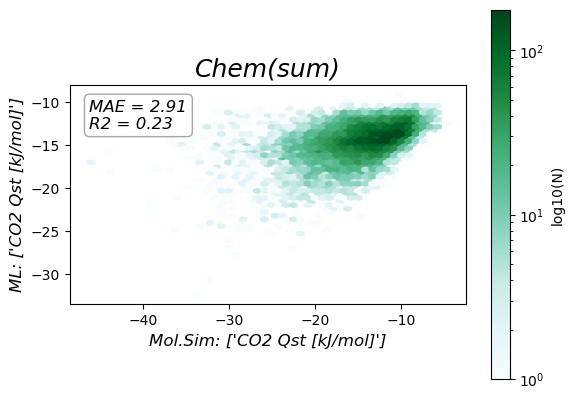 Chem(sum)
MAE = 2.91
R2 = 0.23
ML: ['CO2 Qst [kJ/mol]']
−10
−15
−20
−25
−30
−40
−30
−20
−10
Mol.Sim: ['CO2 Qst [kJ/mol]']
10²
10¹
10⁰
log10(N)